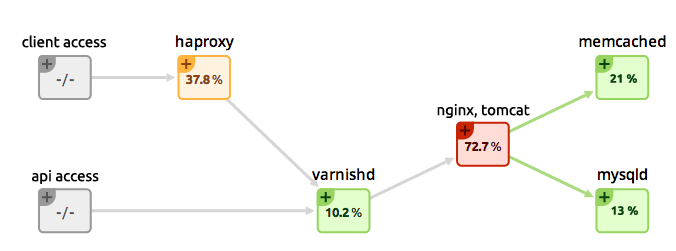 client access
-/-
haproxy
37.8 %
api access
-/-
varnishd
10.2 %
nginx, tomcat
72.7 %
memcached
21 %
mysqld
13 %